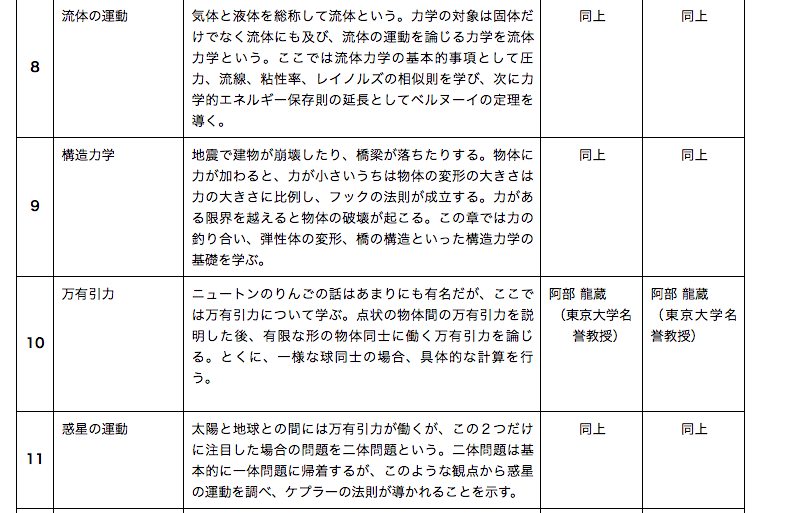 8
流体の運動
気体と液体を総称して流体という。力学の対象は固体だ
けでなく流体にも及び、流体の運動を論じる力学を流体
力学という。ここでは流体力学の基本的事項として圧
力、流線、粘性率、レイノルズの相似則を学び、次に力
学的エネルギー保存則の延長としてベルヌーイの定理を
導く。
同上
同上
9
構造力学
地震で建物が崩壊したり、橋梁が落ちたりする。物体に
力が加わると、力が小さいうちは物体の変形の大きさは
力の大きさに比例し、フックの法則が成立する。力があ
る限界を越えると物体の破壊が起こる。この章では力の
釣り合い、弾性体の変形、橋の構造といった構造力学の
基礎を学ぶ。
同上
同上
10
万有引力
ニュートンのりんごの話はあまりにも有名だが、ここで
は万有引力について学ぶ。点状の物体間の万有引力を説
明した後、有限な形の物体同士に働く万有引力を論じ
る。とくに、一様な球同士の場合、具体的な計算を行
う。
阿部 龍蔵
（東京大学名
誉教授）
阿部 龍蔵
（東京大学名
誉教授）
11
惑星の運動
太陽と地球との間には万有引力が働くが、この２つだけ
に注目した場合の問題を二体問題という。二体問題は基
本的に一体問題に帰着するが、このような観点から惑星
の運動を調べ、ケプラーの法則が導かれることを示す。
同上
同上